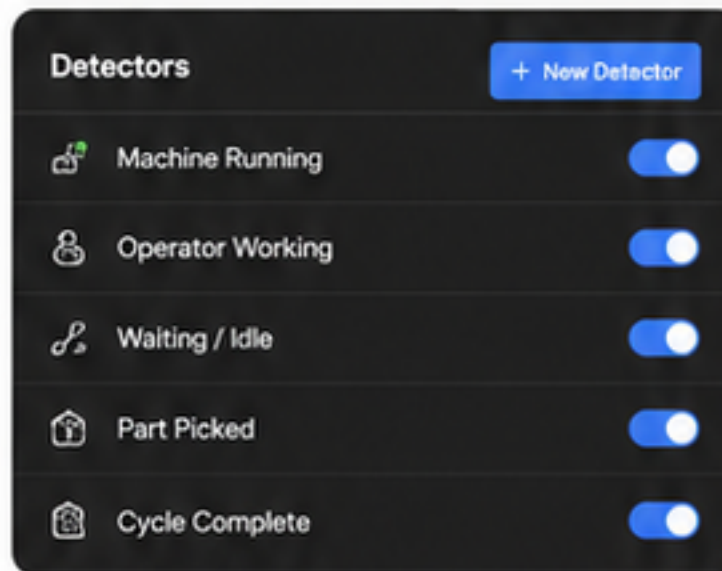 Detectors
+ New Detector
Machine Running
Operator Working
Waiting / Idle
Part Picked
Cycle Complete